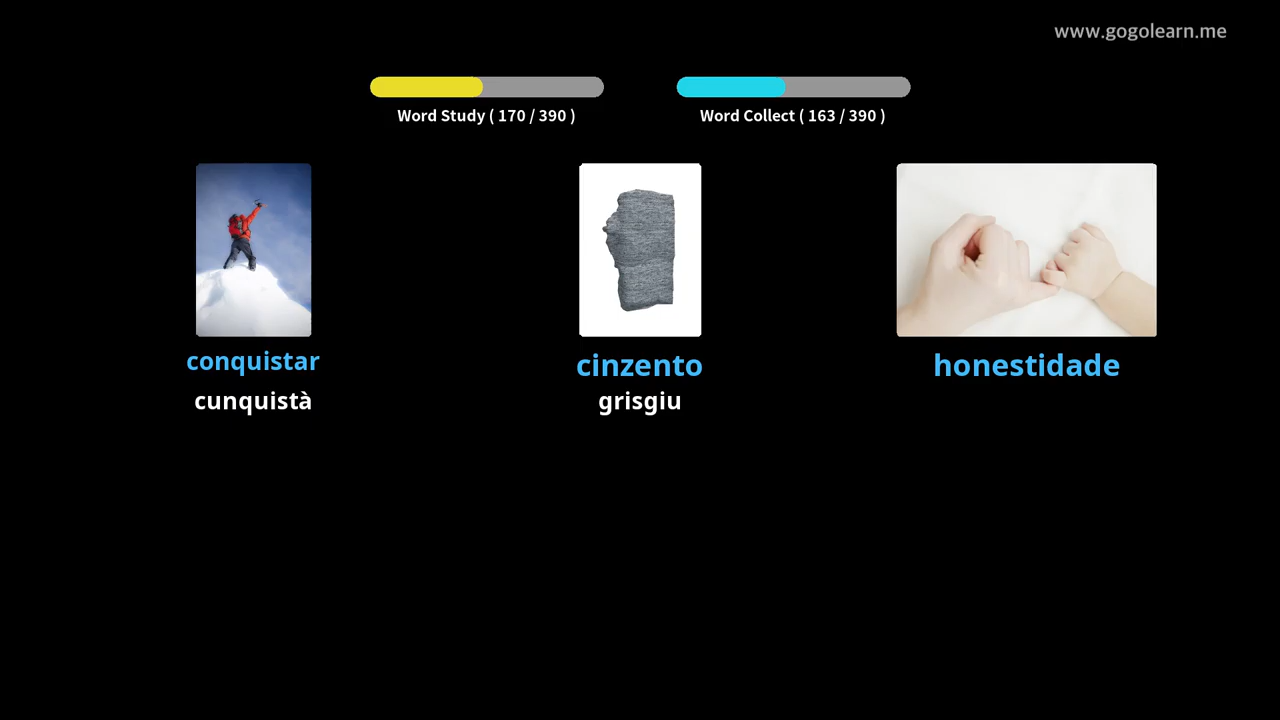 www.gogolearn.me
Word Study ( 170 / 390 )
Word Collect ( 163 / 390 )
conquistar
cunquistà
cinzento
grisgiu
honestidade